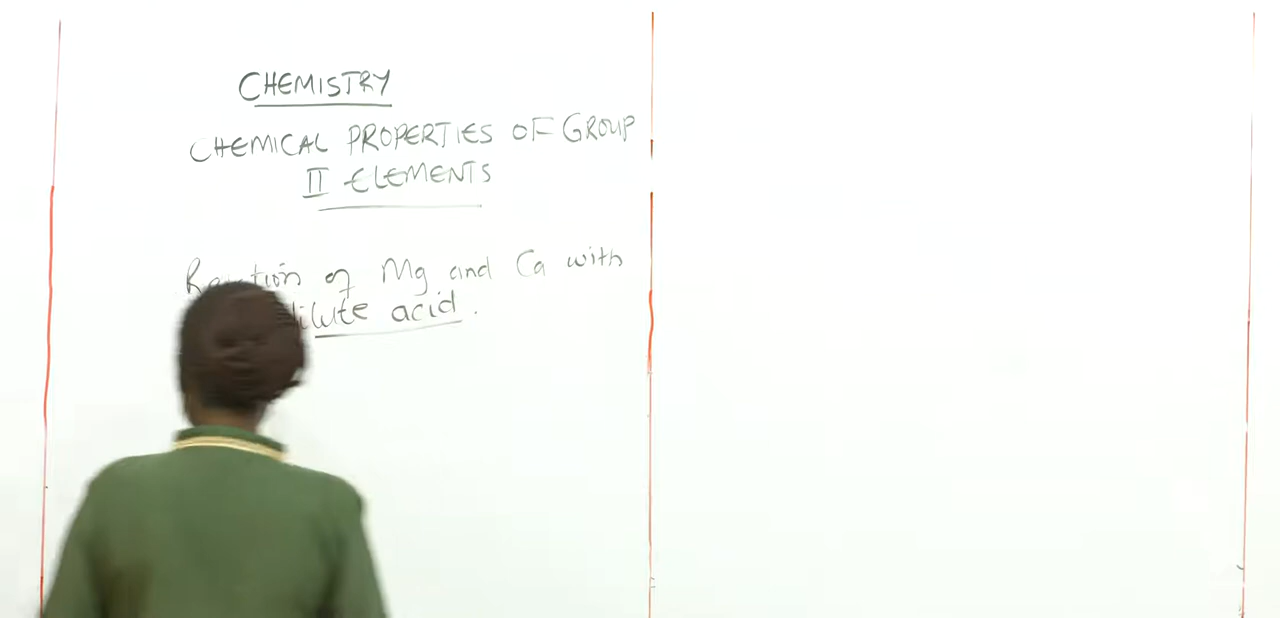 CHEMISTRY
CHEMICAL PROPERTIES OF GROUP
II ELEMENTS
Reaction of Mg and Ca with
dilute acid.